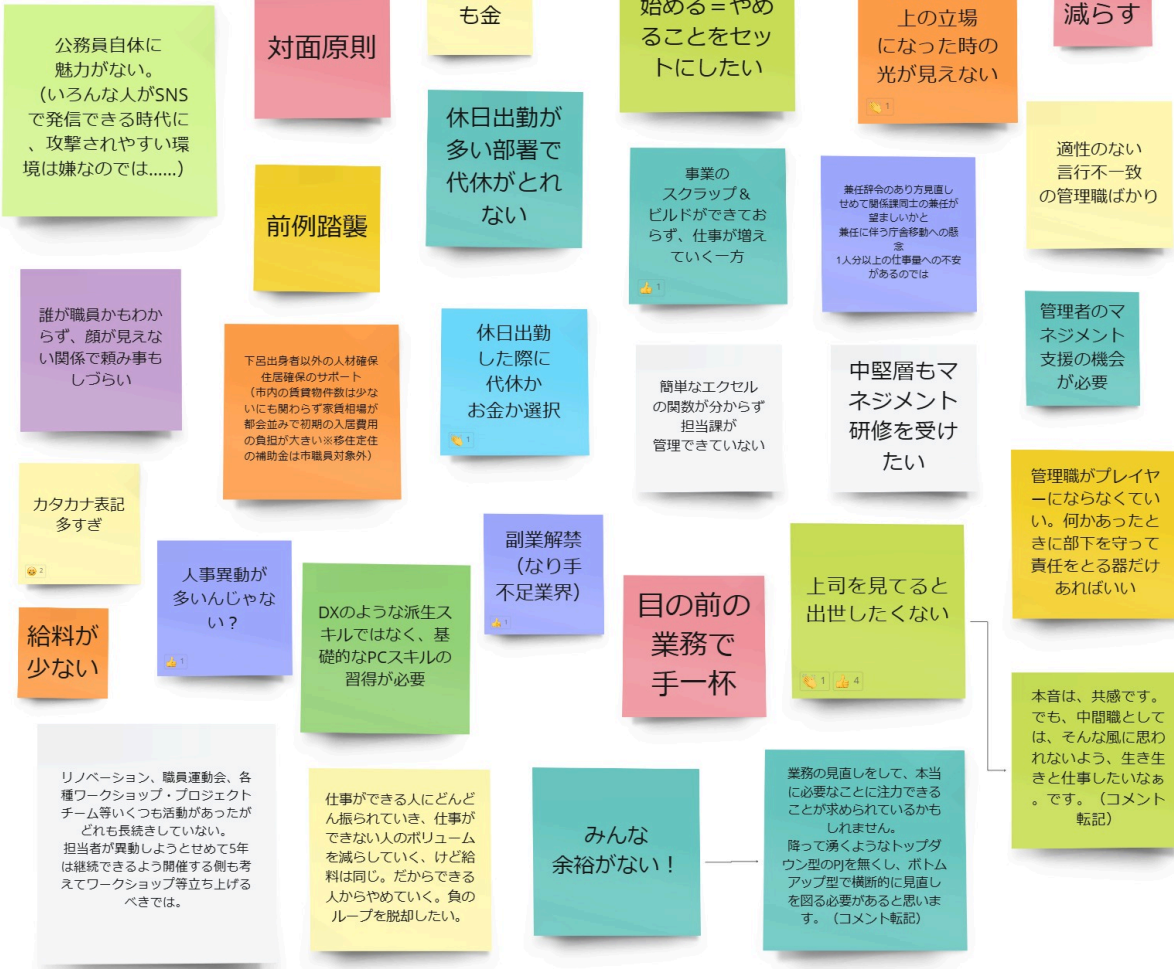 も金
始める＝やめ
ることをセッ
トにしたい
上の立場
になった時の
光が見えない
1
減らす
公務員自体に
魅力がない。
（いろんな人がSNS
で発信できる時代に
、攻撃されやすい環
境は嫌なのでは......）
対面原則
休日出勤が
多い部署で
代休がとれ
ない
事業の
スクラップ＆
ビルドができてお
らず、仕事が増え
ていく一方
1
兼任辞令のあり方見直し
せめて関係課同士の兼任が
望ましいかと
兼任に伴う庁舎移動への懸
念
1人分以上の仕事量への不安
があるのでは
適性のない
言行不一致
の管理職ばかり
前例踏襲
誰が職員かもわか
らず、顔が見えな
い関係で頼み事も
しづらい
下呂出身者以外の人材確保
住居確保のサポート
（市内の賃貸物件数は少な
いにも関わらず家賃相場が
都会並みで初期の入居費用
の負担が大きい※移住定住
の補助金は市職員対象外）
休日出勤
した際に
代休か
お金か選択
1
簡単なエクセル
の関数が分からず
担当課が
管理できていない
中堅層もマ
ネジメント
研修を受け
たい
管理者のマ
ネジメント
支援の機会
が必要
カタカナ表記
多すぎ
2
人事異動が
多いんじゃな
い？
1
DXのような派生ス
キルではなく、基
礎的なPCスキルの
習得が必要
副業解禁
（なり手
不足業界）
1
目の前の
業務で
手一杯
上司を見てると
出世したくない
1 4
管理職がプレイヤ
ーにならなくてい
い。何かあったと
きに部下を守って
責任をとる器だけ
あればいい
給料が
少ない
本音は、共感です。
でも、中間職として
は、そんな風に思わ
れないよう、生き生
きと仕事したいなぁ
。です。（コメント
転記）
リノベーション、職員運動会、各
種ワークショップ・プロジェクト
チーム等いくつも活動があったが
どれも長続きしていない。
担当者が異動しようとせめて5年
は継続できるよう開催する側も考
えてワークショップ等立ち上げる
べきでは。
仕事ができる人にどんど
ん振られていき、仕事が
できない人のボリューム
を減らしていく、けど給
料は同じ。だからできる
人からやめていく。負の
ループを脱却したい。
みんな
余裕がない！
業務の見直しをして、本当
に必要なことに注力できる
ことが求められているかも
しれません。
降って湧くようなトップダ
ウン型のPJを無くし、ボトム
アップ型で横断的に見直し
を図る必要があると思いま
す。（コメント転記）